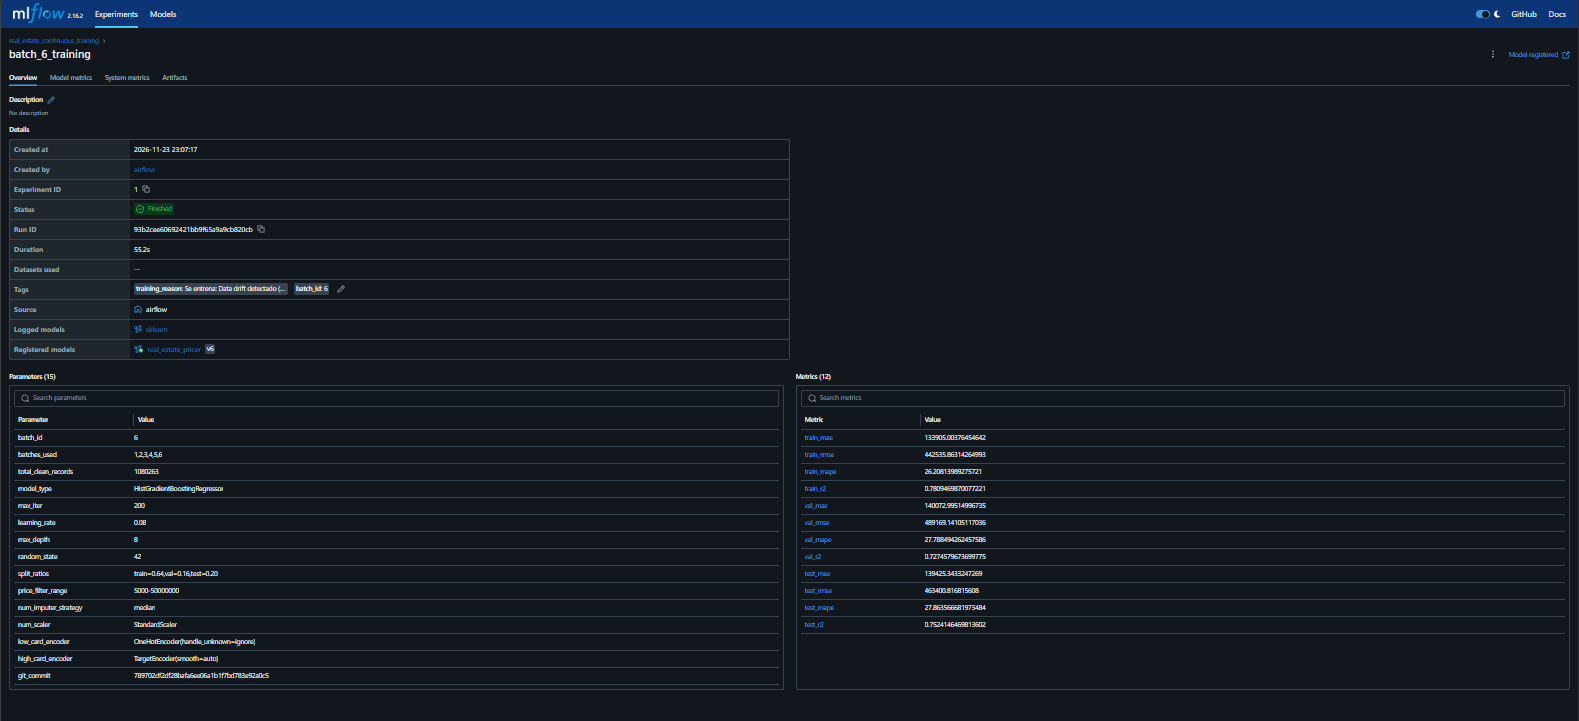 mlflow 2.16.2 Experiments Models GitHub Docs
real_estate_continuous_training ›
batch_6_training Model registered
Overview Model metrics System metrics Artifacts
Description
No description
Details
Created at 2026-11-23 23:07:17
Created by airflow
Experiment ID 1
Status Finished
Run ID 93b2cee60692421bb9f65a9a9cb820cb
Duration 55.2s
Datasets used —
Tags training_reason: Se entrena: Data drift detectado (... batch_id: 6
Source airflow
Logged models sklearn
Registered models real_estate_pricer v6
Parameters (15)
Search parameters
Parameter Value
batch_id 6
batches_used 1,2,3,4,5,6
total_clean_records 1080263
model_type HistGradientBoostingRegressor
max_iter 200
learning_rate 0.08
max_depth 8
random_state 42
split_ratios train=0.64,val=0.16,test=0.20
price_filter_range 5000-50000000
num_imputer_strategy median
num_scaler StandardScaler
low_card_encoder OneHotEncoder(handle_unknown=ignore)
high_card_encoder TargetEncoder(smooth=auto)
git_commit 789702df2df28bafa6ee06a1b1f7bd783e92a0c5
Metrics (12)
Search metrics
Metric Value
train_mae 133905.00376454642
train_rmse 442535.86314264993
train_mape 26.20813989275721
train_r2 0.7809469870077221
val_mae 140072.99514996735
val_rmse 489169.14105117036
val_mape 27.788494262457586
val_r2 0.7274579673699775
test_mae 139425.3433247269
test_rmse 463400.816815608
test_mape 27.863566681973484
test_r2 0.7524146469813602